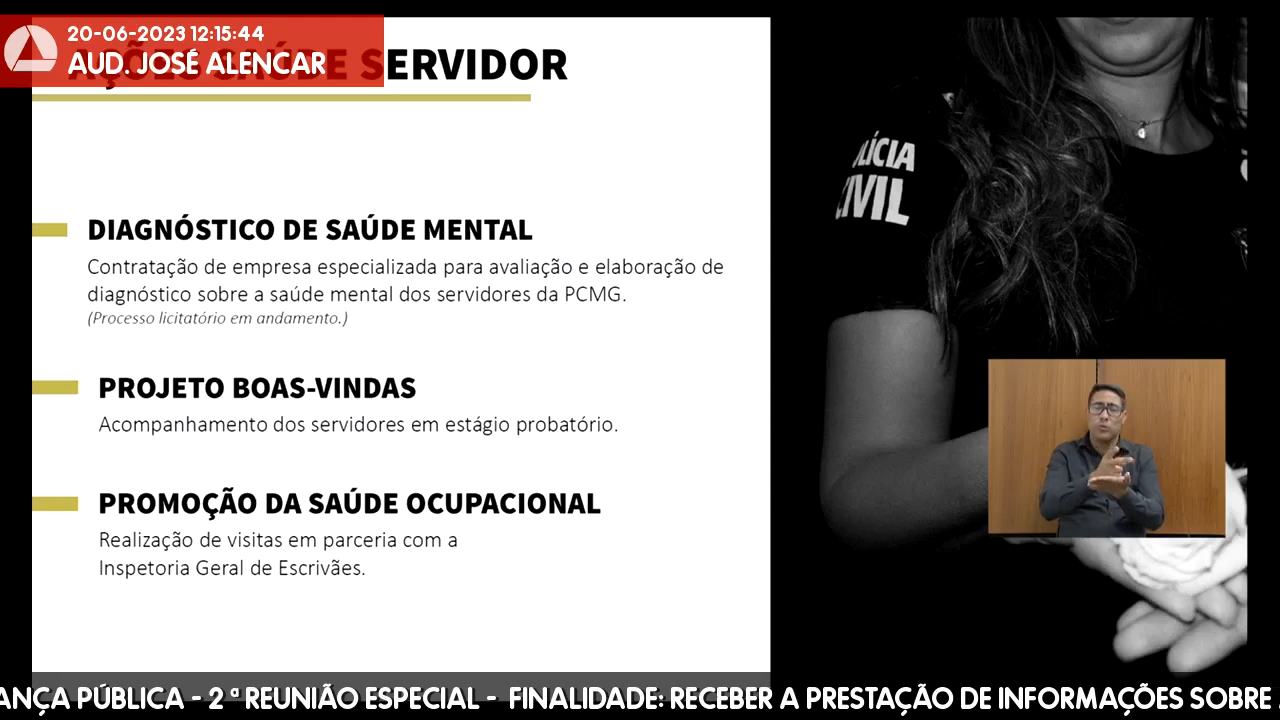 20-06-2023 12:15:44
AUD. JOSÉ ALENCAR
AÇÕES SAÚDE SERVIDOR
DIAGNÓSTICO DE SAÚDE MENTAL
Contratação de empresa especializada para avaliação e elaboração de
diagnóstico sobre a saúde mental dos servidores da PCMG.
(Processo licitatório em andamento.)
PROJETO BOAS-VINDAS
Acompanhamento dos servidores em estágio probatório.
PROMOÇÃO DA SAÚDE OCUPACIONAL
Realização de visitas em parceria com a
Inspetoria Geral de Escrivães.
OLÍCIA
CIVIL
ANÇA PÚBLICA - 2ª REUNIÃO ESPECIAL - FINALIDADE: RECEBER A PRESTAÇÃO DE INFORMAÇÕES SOBRE